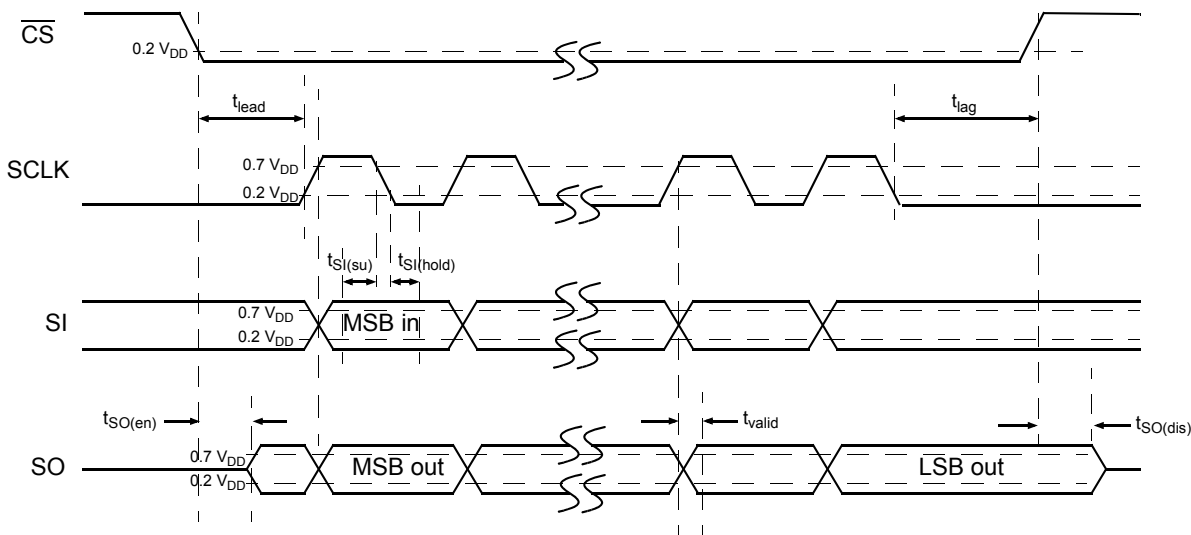 CS
0.2 VDD
tlead
tlag
SCLK
0.7 VDD
0.2 VDD
tSI(su)
tSI(hold)
SI
0.7 VDD
0.2 VDD
MSB in
tSO(en)
tvalid
tSO(dis)
SO
0.7 VDD
0.2 VDD
MSB out
LSB out